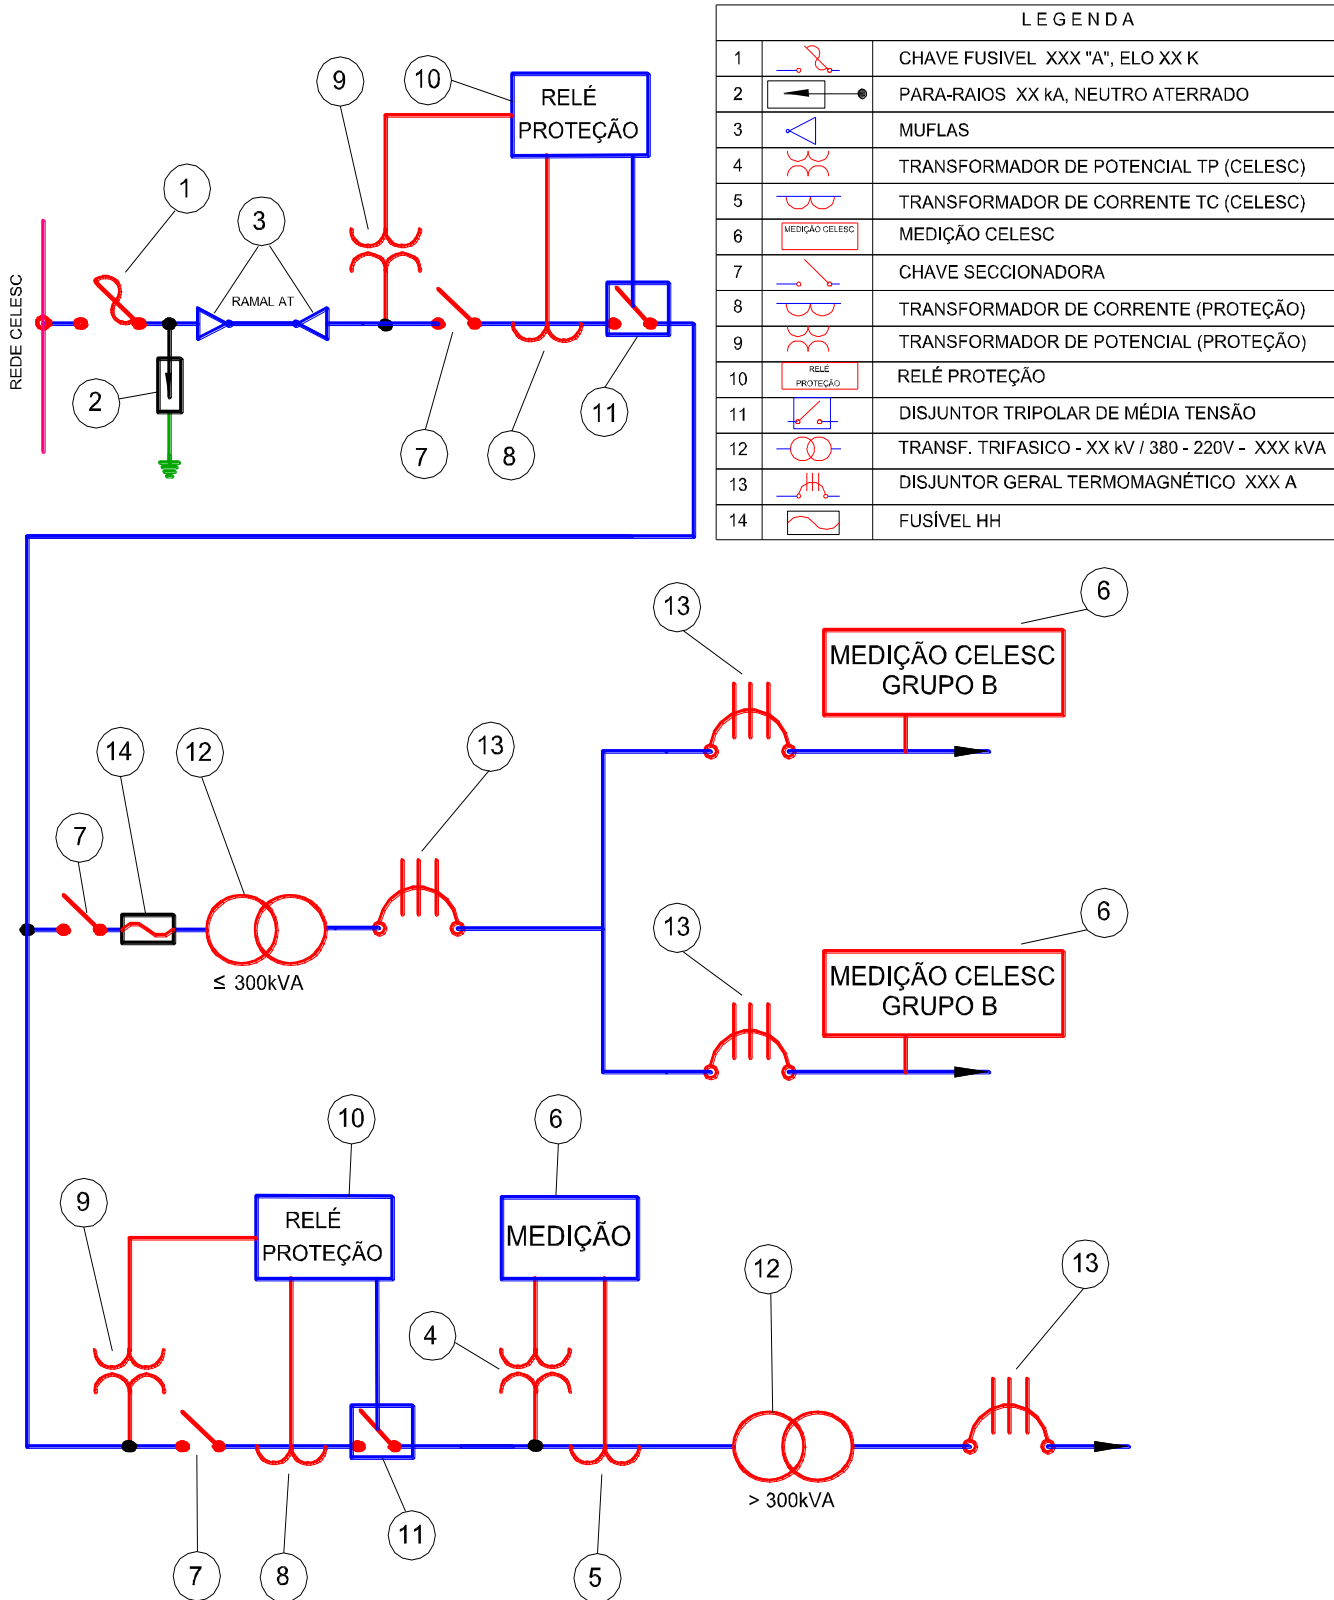 LEGENDA
1 CHAVE FUSIVEL XXX "A", ELO XX K
2 PARA-RAIOS XX kA, NEUTRO ATERRADO
3 MUFLAS
4 TRANSFORMADOR DE POTENCIAL TP (CELESC)
5 TRANSFORMADOR DE CORRENTE TC (CELESC)
6 MEDIÇÃO CELESC MEDIÇÃO CELESC
7 CHAVE SECCIONADORA
8 TRANSFORMADOR DE CORRENTE (PROTEÇÃO)
9 TRANSFORMADOR DE POTENCIAL (PROTEÇÃO)
10 RELÉ PROTEÇÃO RELÉ PROTEÇÃO
11 DISJUNTOR TRIPOLAR DE MÉDIA TENSÃO
12 TRANSF. TRIFASICO - XX kV / 380 - 220V - XXX kVA
13 DISJUNTOR GERAL TERMOMAGNÉTICO XXX A
14 FUSÍVEL HH
9
10
RELÉ
PROTEÇÃO
1
3
REDE CELESC
RAMAL AT
2
7
8
11
13
6
MEDIÇÃO CELESC
GRUPO B
14
12
13
7
≤ 300kVA
13
6
MEDIÇÃO CELESC
GRUPO B
10
6
9
RELÉ
PROTEÇÃO
MEDIÇÃO
12
13
4
> 300kVA
11
7
8
5